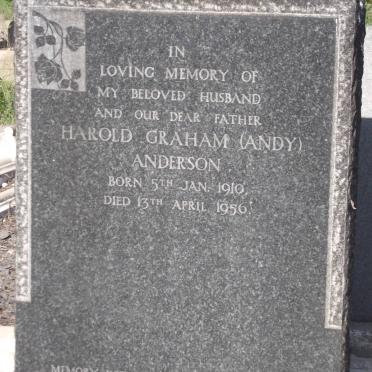 IN
LOVING MEMORY OF
MY BELOVED HUSBAND
AND OUR DEAR FATHER
HAROLD GRAHAM (ANDY)
ANDERSON
BORN 5TH JAN. 1910,
DIED 13TH APRIL 1956.
MEMORY